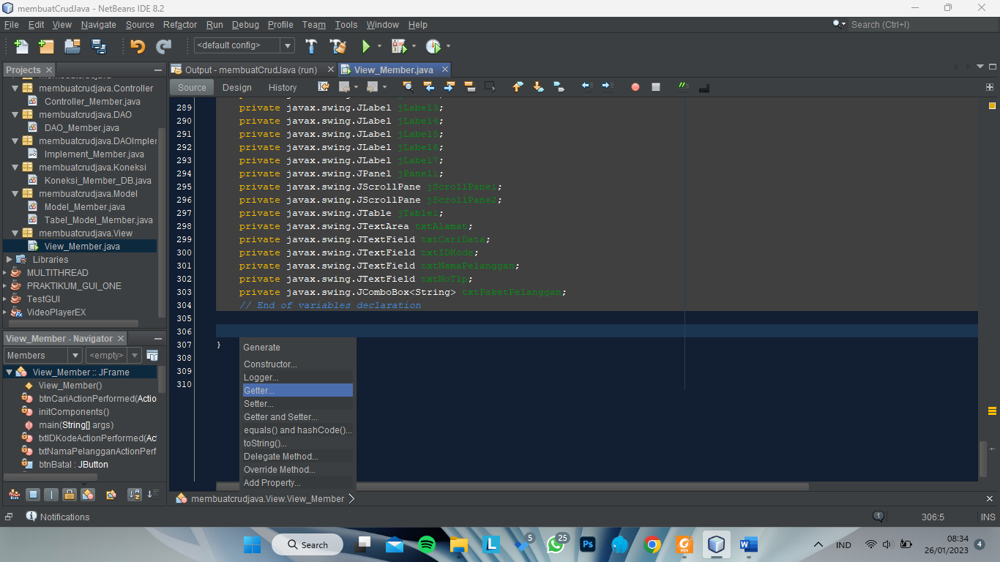 membuatCrudJava - NetBeans IDE 8.2
File Edit View Navigate Source Refactor Run Debug Profile Team Tools Window Help
Search (Ctrl+I)
<default config>
Projects
Output - membuatCrudJava (run)
View_Member.java
Source Design History
membuatcrudjava.Controller
Controller_Member.java
membuatcrudjava.DAO
DAO_Member.java
membuatcrudjava.DAOImpler
Implement_Member.java
membuatcrudjava.Koneksi
Koneksi_Member_DB.java
membuatcrudjava.Model
Model_Member.java
Tabel_Model_Member.java
membuatcrudjava.View
View_Member.java
Libraries
MULTITHREAD
PRAKTIKUM_GUI_ONE
TestGUI
VideoPlayerEX
View_Member - Navigator
Members
<empty>
View_Member :: JFrame
View_Member()
btnCariActionPerformed(Actio
initComponents()
main(String[] args)
txtIDKodeActionPerformed(Ac
txtNamaPelangganActionPerf
btnBatal : JButton
289 private javax.swing.JLabel jLabel3;
290 private javax.swing.JLabel jLabel4;
291 private javax.swing.JLabel jLabel5;
292 private javax.swing.JLabel jLabel6;
293 private javax.swing.JLabel jLabel7;
294 private javax.swing.JPanel jPanel1;
295 private javax.swing.JScrollPane jScrollPane1;
296 private javax.swing.JScrollPane jScrollPane2;
297 private javax.swing.JTable jTable1;
298 private javax.swing.JTextArea txtAlamat;
299 private javax.swing.JTextField txtCariData;
300 private javax.swing.JTextField txtIDKode;
301 private javax.swing.JTextField txtNamaPelanggan;
302 private javax.swing.JTextField txtNoTlp;
303 private javax.swing.JComboBox<String> txtPaketPelanggan;
304 // End of variables declaration
305
306
307 }
308
309
310
Generate
Constructor...
Logger...
Getter...
Setter...
Getter and Setter...
equals() and hashCode()...
toString()...
Delegate Method...
Override Method...
Add Property...
membuatcrudjava.View.View_Member
Notifications
1
306:5
INS
Search
5
25
Ps
L
W
IND
08:34
26/01/2023
4